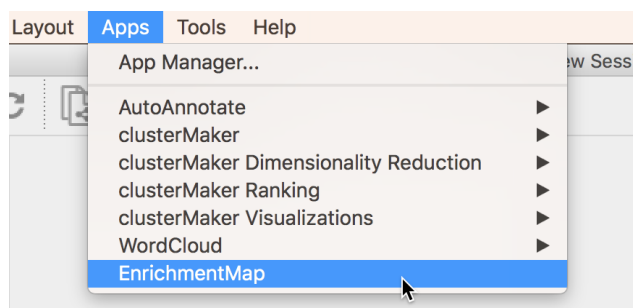 Layout Apps Tools Help
App Manager...
AutoAnnotate
clusterMaker
clusterMaker Dimensionality Reduction
clusterMaker Ranking
clusterMaker Visualizations
WordCloud
EnrichmentMap